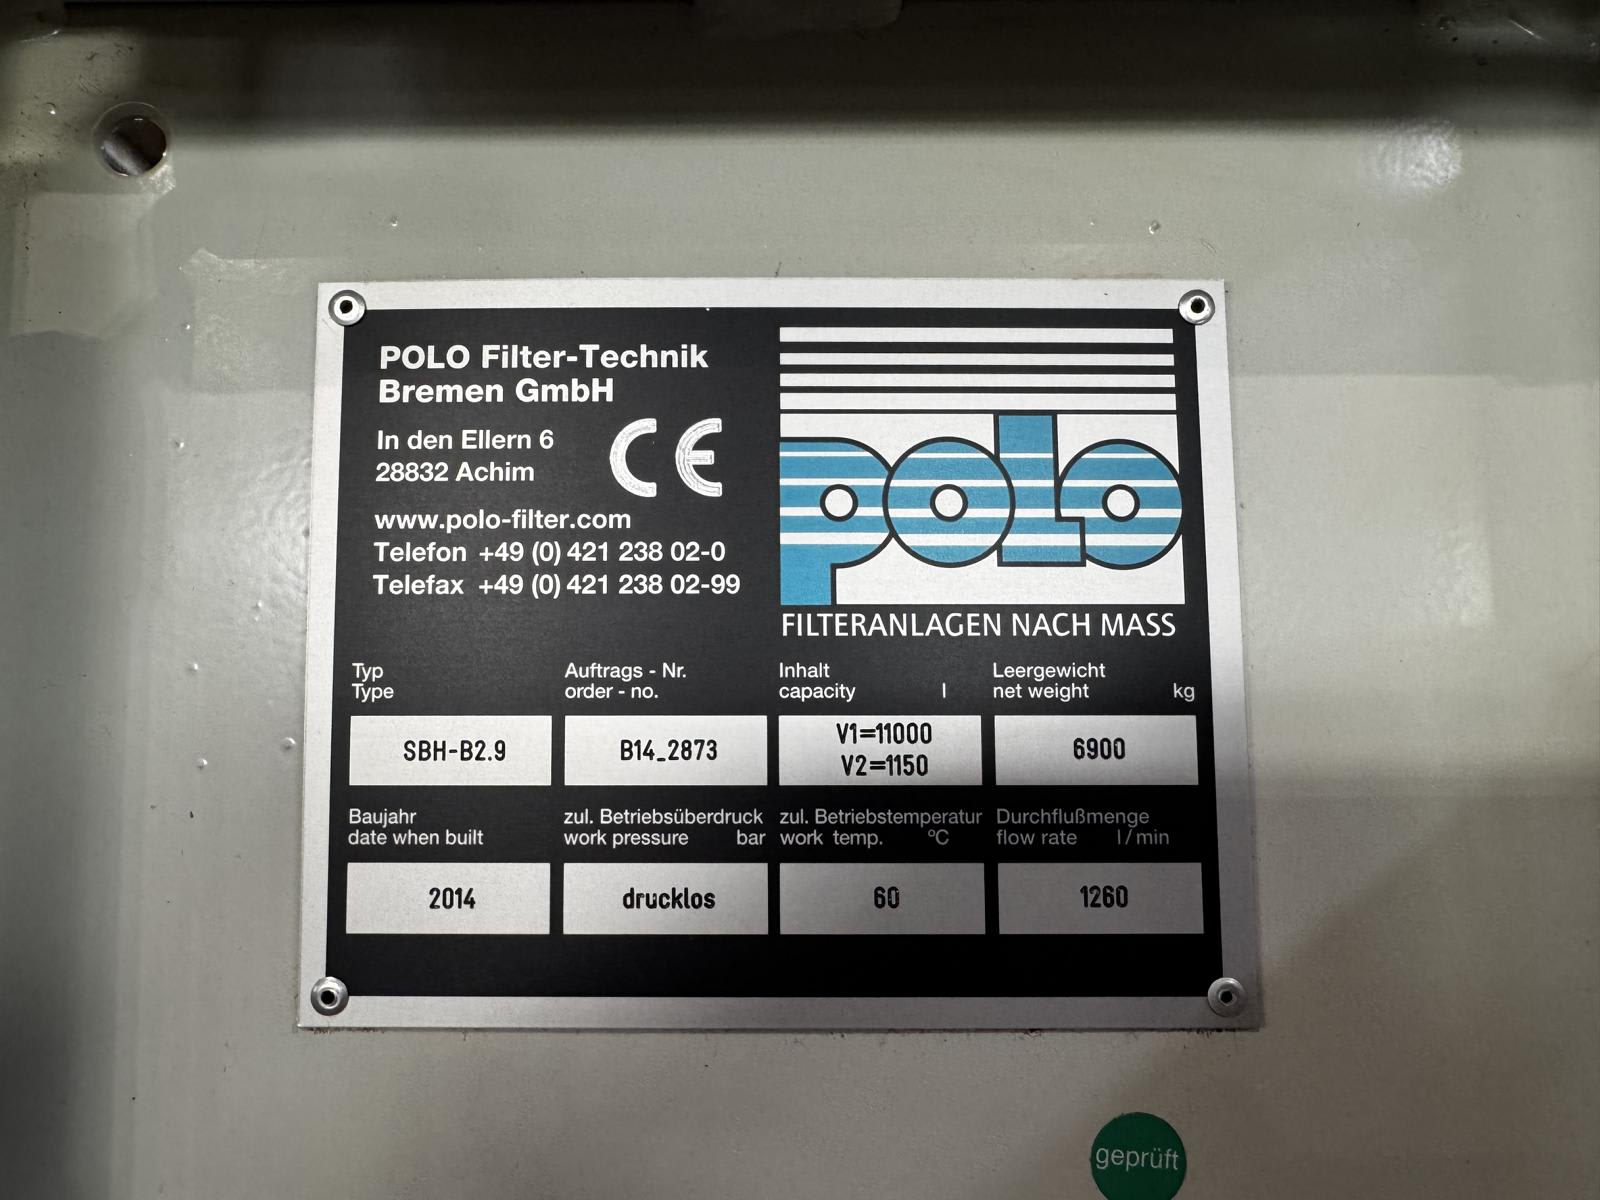 POLO Filter-Technik
Bremen GmbH
In den Ellern 6
28832 Achim
CE
www.polo-filter.com
Telefon +49 (0) 421 238 02-0
Telefax +49 (0) 421 238 02-99
polo
FILTERANLAGEN NACH MASS
Typ
Type
SBH-B2.9
Auftrags - Nr.
order - no.
B14_2873
Inhalt
capacity l
V1=11000
V2=1150
Leergewicht
net weight kg
6900
Baujahr
date when built
2014
zul. Betriebsüberdruck
work pressure bar
drucklos
zul. Betriebstemperatur
work temp. °C
60
Durchflußmenge
flow rate l/min
1260
geprüft